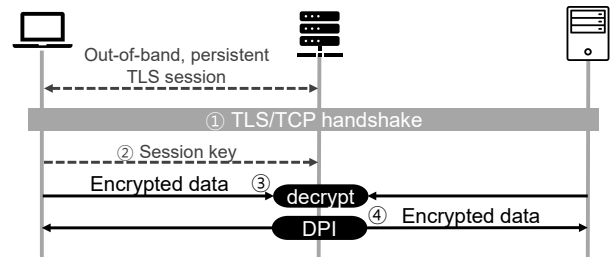 Out-of-band, persistent
TLS session
① TLS/TCP handshake
② Session key
Encrypted data ③
decrypt
④ Encrypted data
DPI